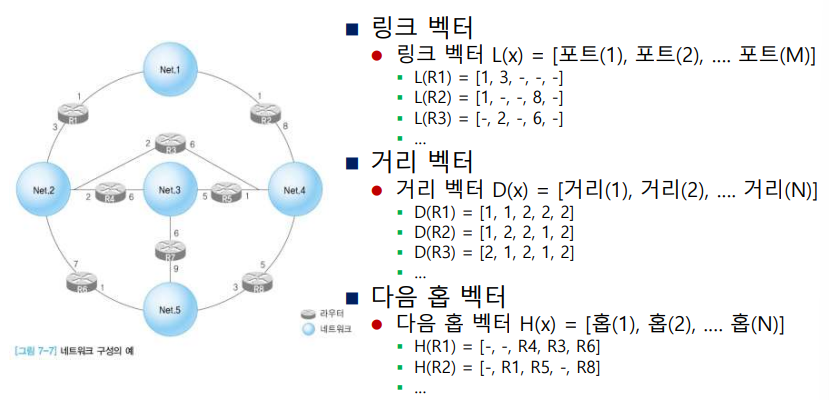 Net.1
1
1
R1
R2
3
8
2
R3
6
Net.2
2
R4
6
Net.3
5
R5
1
Net.4
6
R7
9
7
R6
1
Net.5
5
3
R8
라우터
네트워크
[그림 7-7] 네트워크 구성의 예
링크 벡터
링크 벡터 L(x) = [포트(1), 포트(2), .... 포트(M)]
L(R1) = [1, 3, -, -, -]
L(R2) = [1, -, -, 8, -]
L(R3) = [-, 2, -, 6, -]
...
거리 벡터
거리 벡터 D(x) = [거리(1), 거리(2), .... 거리(N)]
D(R1) = [1, 1, 2, 2, 2]
D(R2) = [1, 2, 2, 1, 2]
D(R3) = [2, 1, 2, 1, 2]
...
다음 홉 벡터
다음 홉 벡터 H(x) = [홉(1), 홉(2), .... 홉(N)]
H(R1) = [-, -, R4, R3, R6]
H(R2) = [-, R1, R5, -, R8]
...